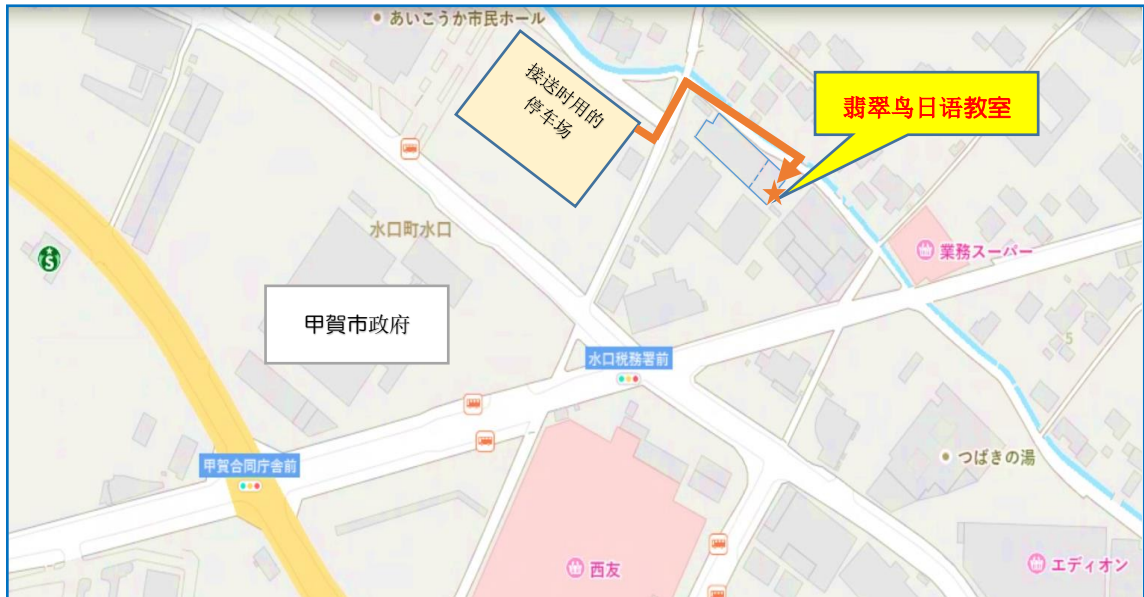 あいこうか市民ホール
接送时用的
停车场
翡翠鸟日语教室
水口町水口
業務スーパー
S
甲賀市政府
5
水口税務署前
甲賀合同庁舎前
つばきの湯
西友
エディオン